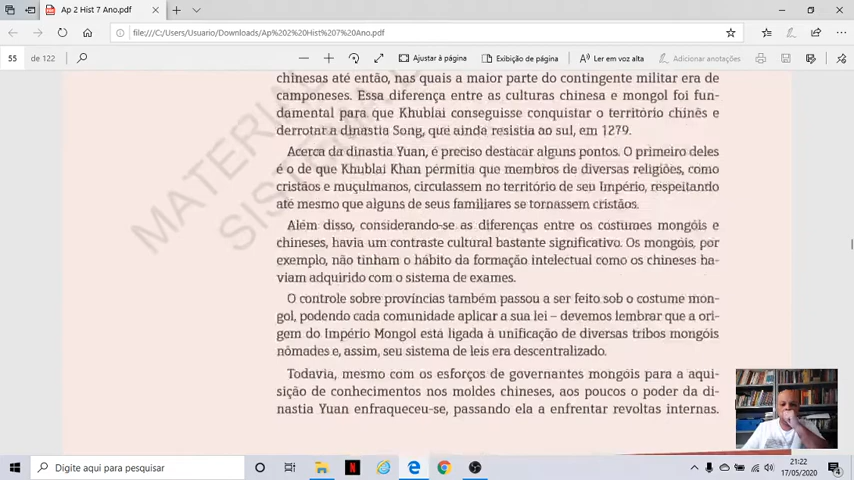 Ap 2 Hist 7 Ano.pdf
file:///C:/Users/Usuario/Downloads/Ap%202%20Hist%207%20Ano.pdf
55 de 122 Ajustar à página Exibição de página Ler em voz alta Adicionar anotações
chinesas até então, nas quais a maior parte do contingente militar era de
camponeses. Essa diferença entre as culturas chinesa e mongol foi fun-
damental para que Khublai conseguisse conquistar o território chinês e
derrotar a dinastia Song, que ainda resistia ao sul, em 1279.
Acerca da dinastia Yuan, é preciso destacar alguns pontos. O primeiro deles
é o de que Khublai Khan permitia que membros de diversas religiões, como
cristãos e muçulmanos, circulassem no território de seu Império, respeitando
até mesmo que alguns de seus familiares se tornassem cristãos.
Além disso, considerando-se as diferenças entre os costumes mongóis e
chineses, havia um contraste cultural bastante significativo. Os mongóis, por
exemplo, não tinham o hábito da formação intelectual como os chineses ha-
viam adquirido com o sistema de exames.
O controle sobre províncias também passou a ser feito sob o costume mon-
gol, podendo cada comunidade aplicar a sua lei – devemos lembrar que a ori-
gem do Império Mongol está ligada à unificação de diversas tribos mongóis
nômades e, assim, seu sistema de leis era descentralizado.
Todavia, mesmo com os esforços de governantes mongóis para a aqui-
sição de conhecimentos nos moldes chineses, aos poucos o poder da di-
nastia Yuan enfraqueceu-se, passando ela a enfrentar revoltas internas.
MATERIAL
SISTEMA
Digite aqui para pesquisar
21:22
17/05/2020